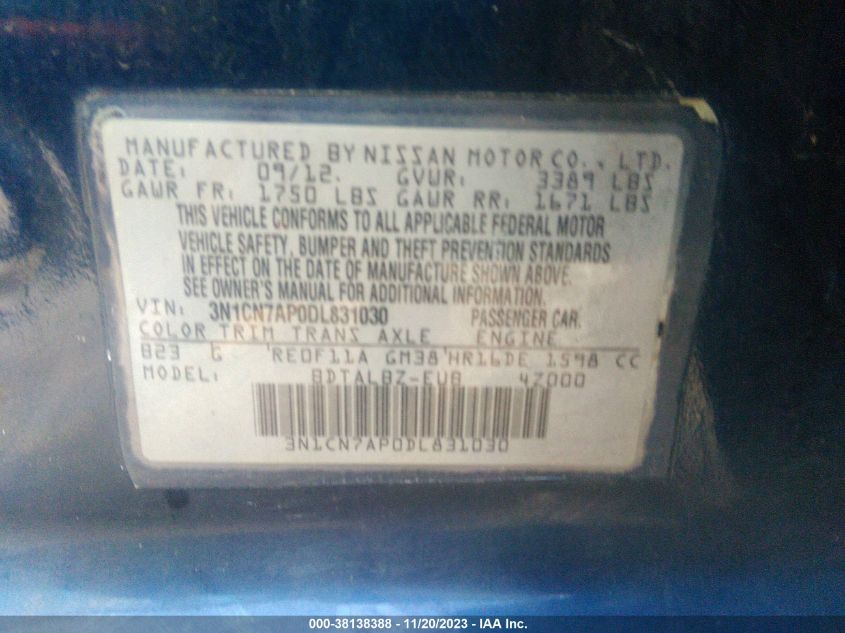 MANUFACTURED BY NISSAN MOTOR CO., LTD.
DATE: 09/12. GVWR: 3389 LBS
GAWR FR: 1750 LBS GAWR RR: 1671 LBS
THIS VEHICLE CONFORMS TO ALL APPLICABLE FEDERAL MOTOR
VEHICLE SAFETY, BUMPER AND THEFT PREVENTION STANDARDS
IN EFFECT ON THE DATE OF MANUFACTURE SHOWN ABOVE.
SEE OWNER'S MANUAL FOR ADDITIONAL INFORMATION.
VIN: 3N1CN7AP0DL831030 PASSENGER CAR.
COLOR TRIM TRANS AXLE ENGINE
B23 G 'RE0F11A GM38'HR16DE 1598 CC
MODEL: BDTALBZ-EUB 4Z000
3N1CN7AP0DL831030
000-38138388 - 11/20/2023 - IAA Inc.